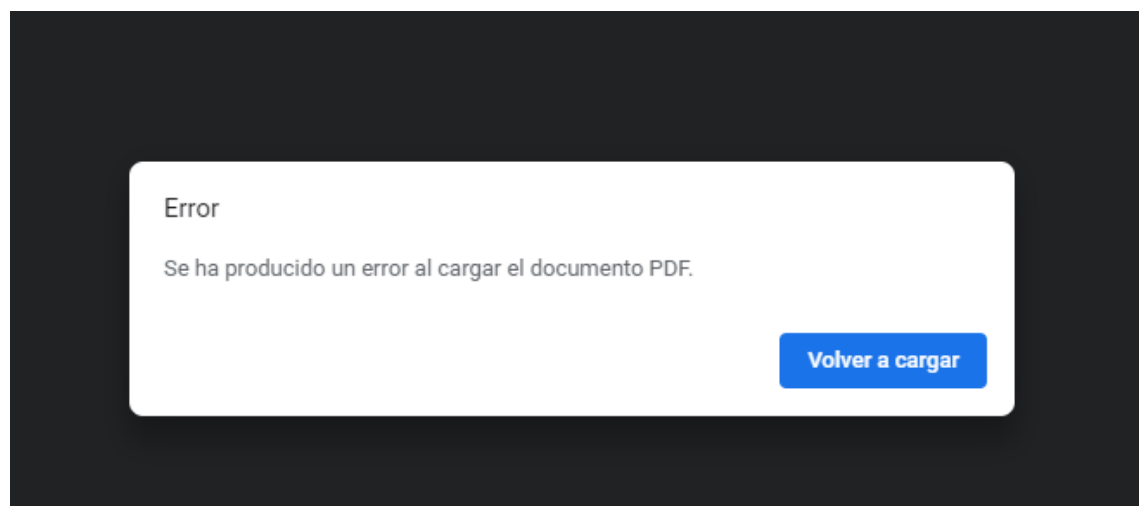 Error
Se ha producido un error al cargar el documento PDF.
Volver a cargar